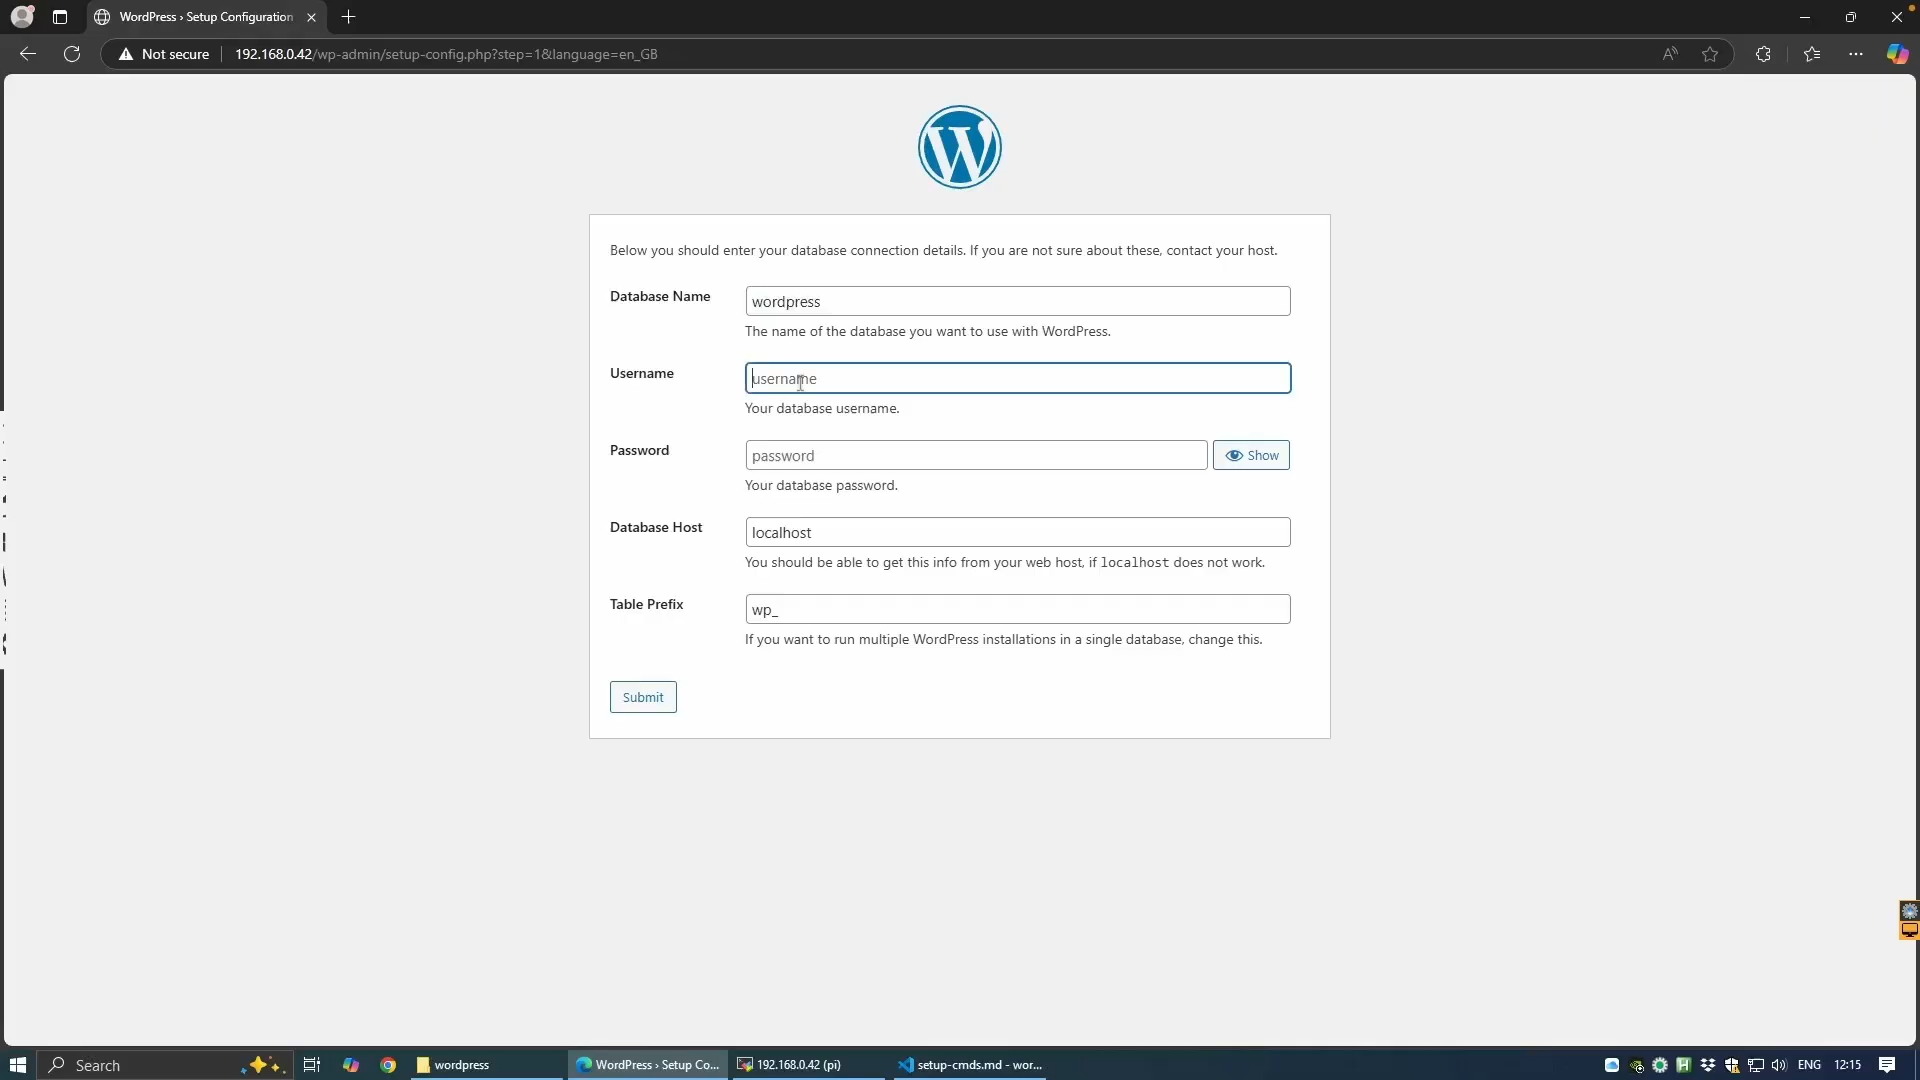 WordPress › Setup Configuration
Not secure
192.168.0.42/wp-admin/setup-config.php?step=1&language=en_GB
Below you should enter your database connection details. If you are not sure about these, contact your host.
Database Name
wordpress
The name of the database you want to use with WordPress.
Username
username
Your database username.
Password
password
Show
Your database password.
Database Host
localhost
You should be able to get this info from your web host, if localhost does not work.
Table Prefix
wp_
If you want to run multiple WordPress installations in a single database, change this.
Submit
Search
wordpress
WordPress › Setup Co...
192.168.0.42 (pi)
setup-cmds.md - wor...
ENG
12:15